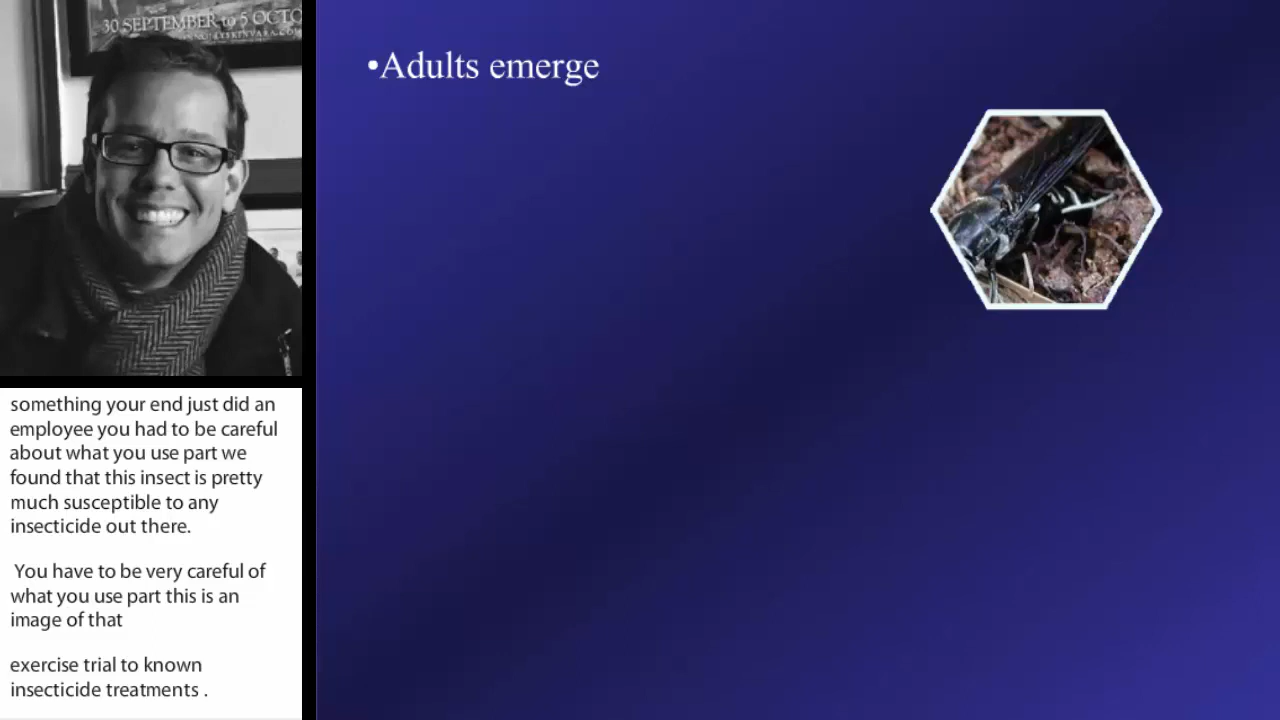 30 SEPTEMBER to 5 OCTO
•Adults emerge
something your end just did an
employee you had to be careful
about what you use part we
found that this insect is pretty
much susceptible to any
insecticide out there.
You have to be very careful of
what you use part this is an
image of that
exercise trial to known
insecticide treatments .